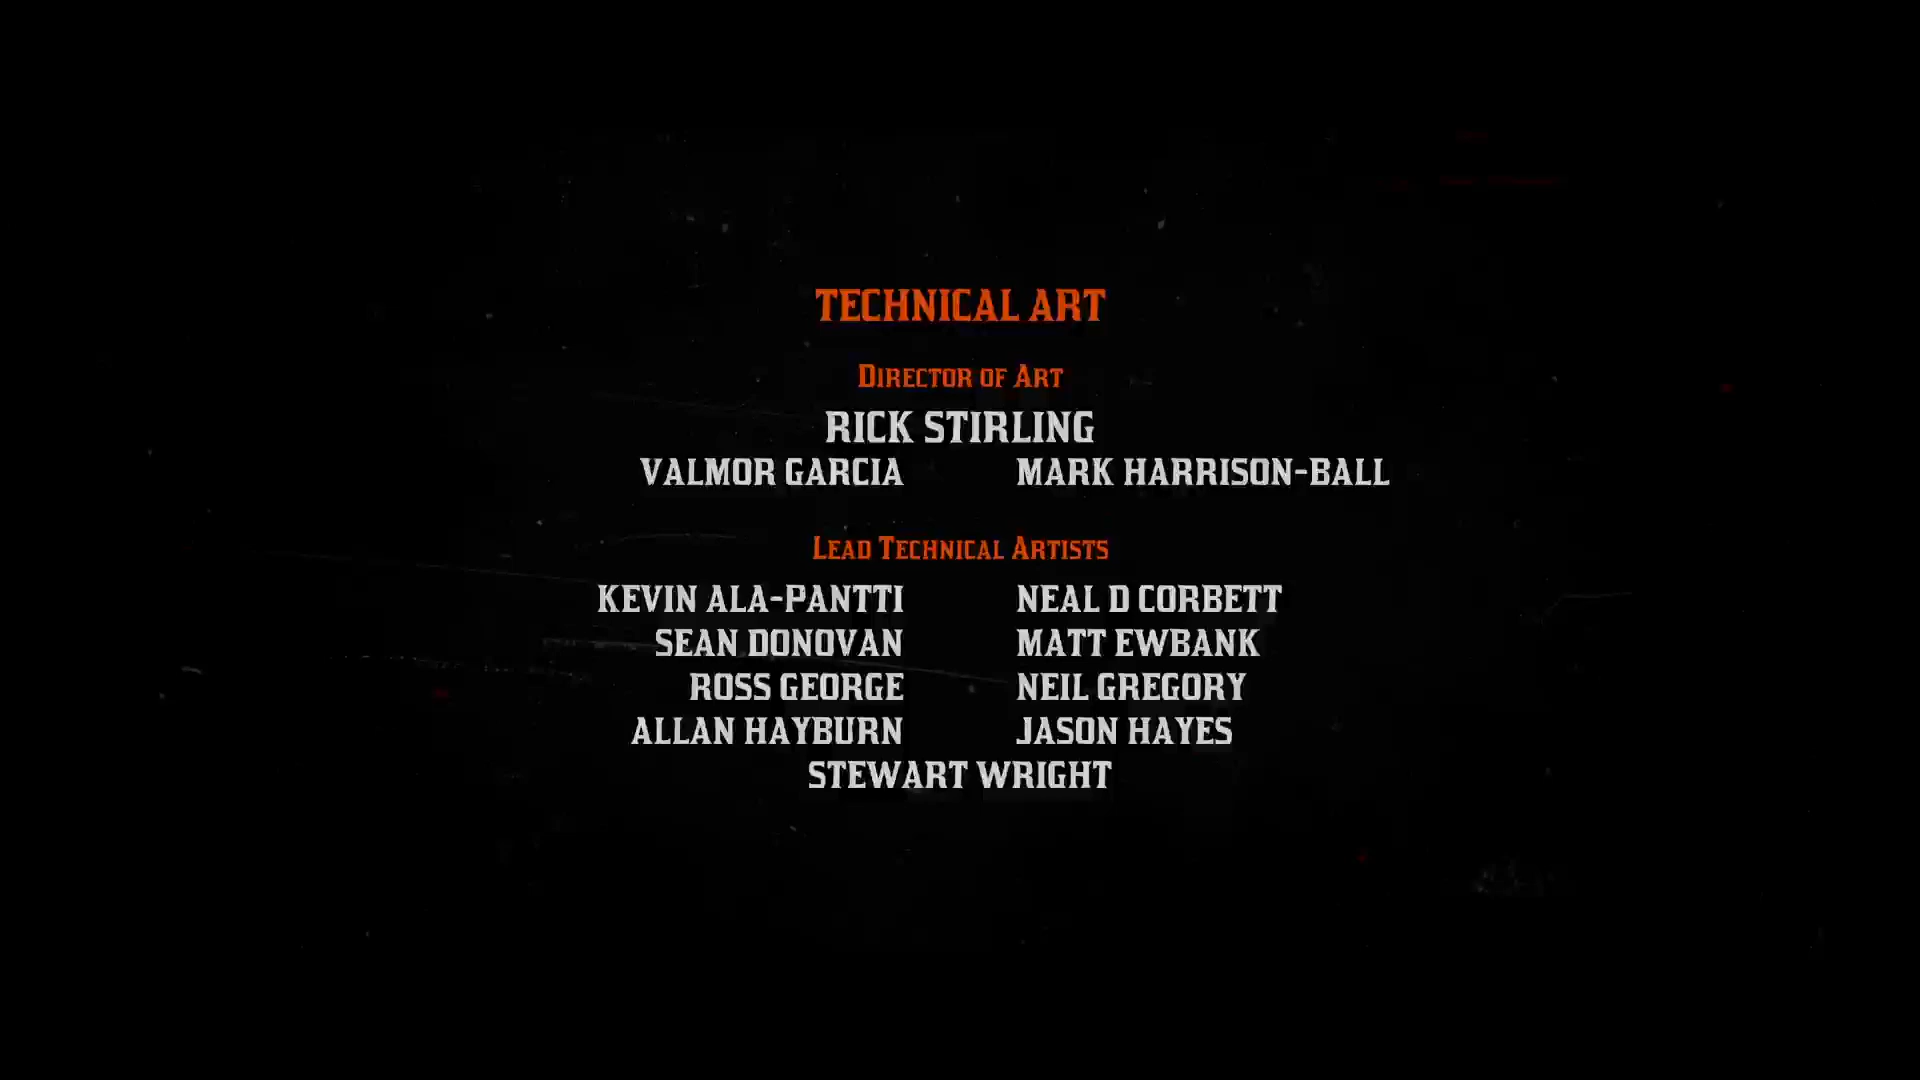 TECHNICAL ART
DIRECTOR OF ART
RICK STIRLING
VALMOR GARCIA MARK HARRISON-BALL
LEAD TECHNICAL ARTISTS
KEVIN ALA-PANTTI NEAL D CORBETT
SEAN DONOVAN MATT EWBANK
ROSS GEORGE NEIL GREGORY
ALLAN HAYBURN JASON HAYES
STEWART WRIGHT